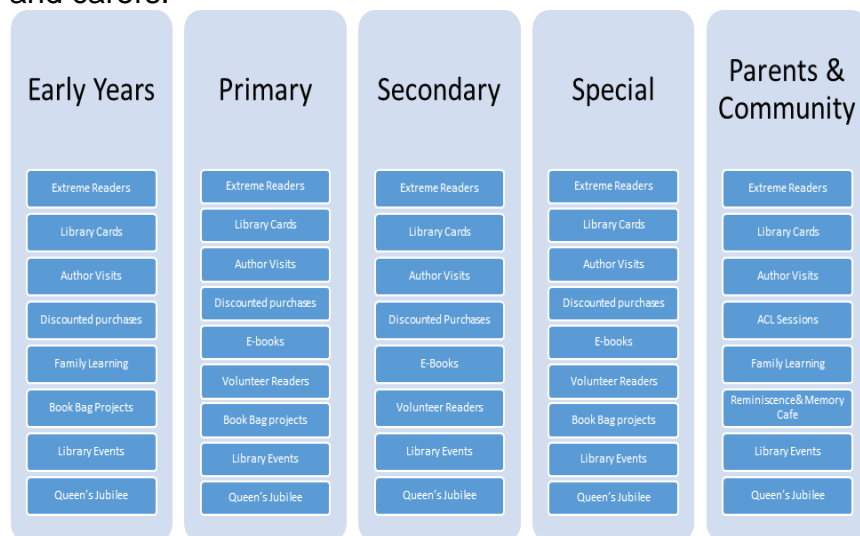 and carers.
Early Years
Extreme Readers
Library Cards
Author Visits
Discounted purchases
Family Learning
Book Bag Projects
Library Events
Queen's Jubilee
Primary
Extreme Readers
Library Cards
Author Visits
Discounted purchases
E-books
Volunteer Readers
Book Bag projects
Library Events
Queen's Jubilee
Secondary
Extreme Readers
Library Cards
Author Visits
Discounted Purchases
E-Books
Volunteer Readers
Library Events
Queen's Jubilee
Special
Extreme Readers
Library Cards
Author Visits
Discounted purchases
E-books
Volunteer Readers
Book Bag projects
Library Events
Queen's Jubilee
Parents &
Community
Extreme Readers
Library Cards
Author Visits
ACL Sessions
Family Learning
Reminiscence& Memory
Cafe
Library Events
Queen's Jubilee